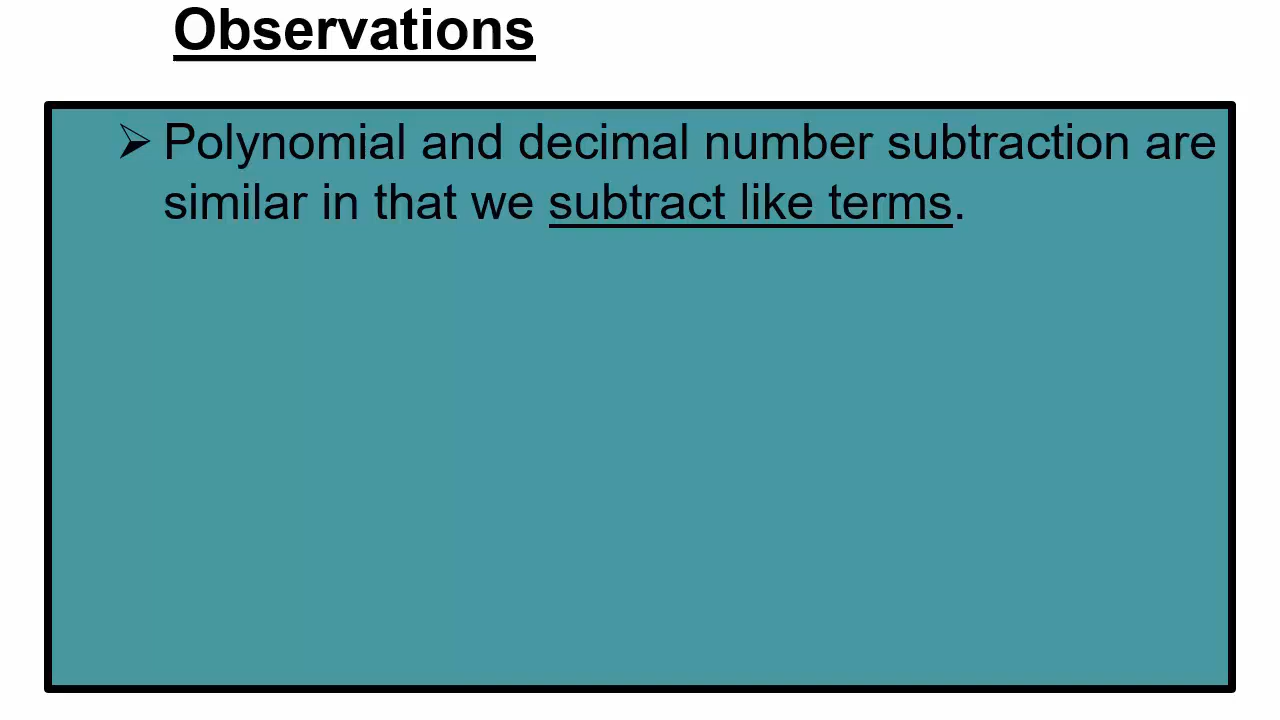 Observations
➢ Polynomial and decimal number subtraction are
similar in that we subtract like terms.